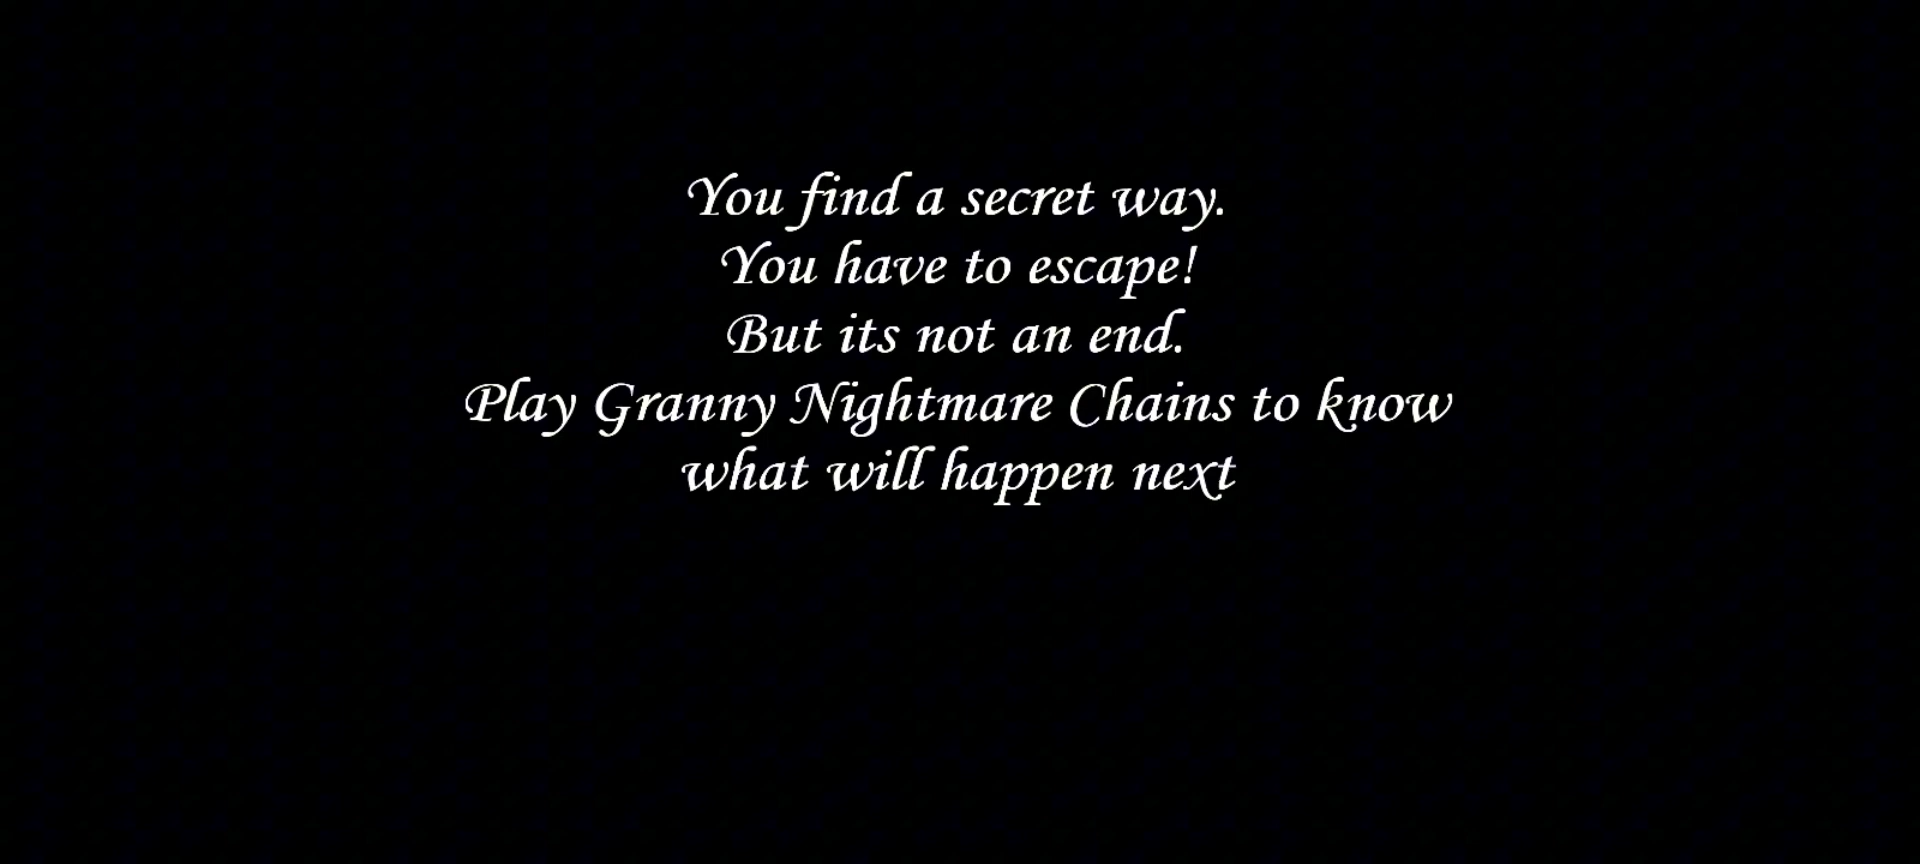 You find a secret way.
You have to escape!
But its not an end.
Play Granny Nightmare Chains to know
what will happen next